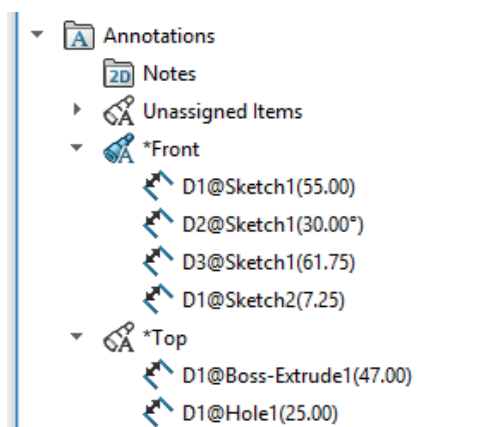 Annotations
Notes
Unassigned Items
*Front
D1@Sketch1(55.00)
D2@Sketch1(30.00°)
D3@Sketch1(61.75)
D1@Sketch2(7.25)
*Top
D1@Boss-Extrude1(47.00)
D1@Hole1(25.00)